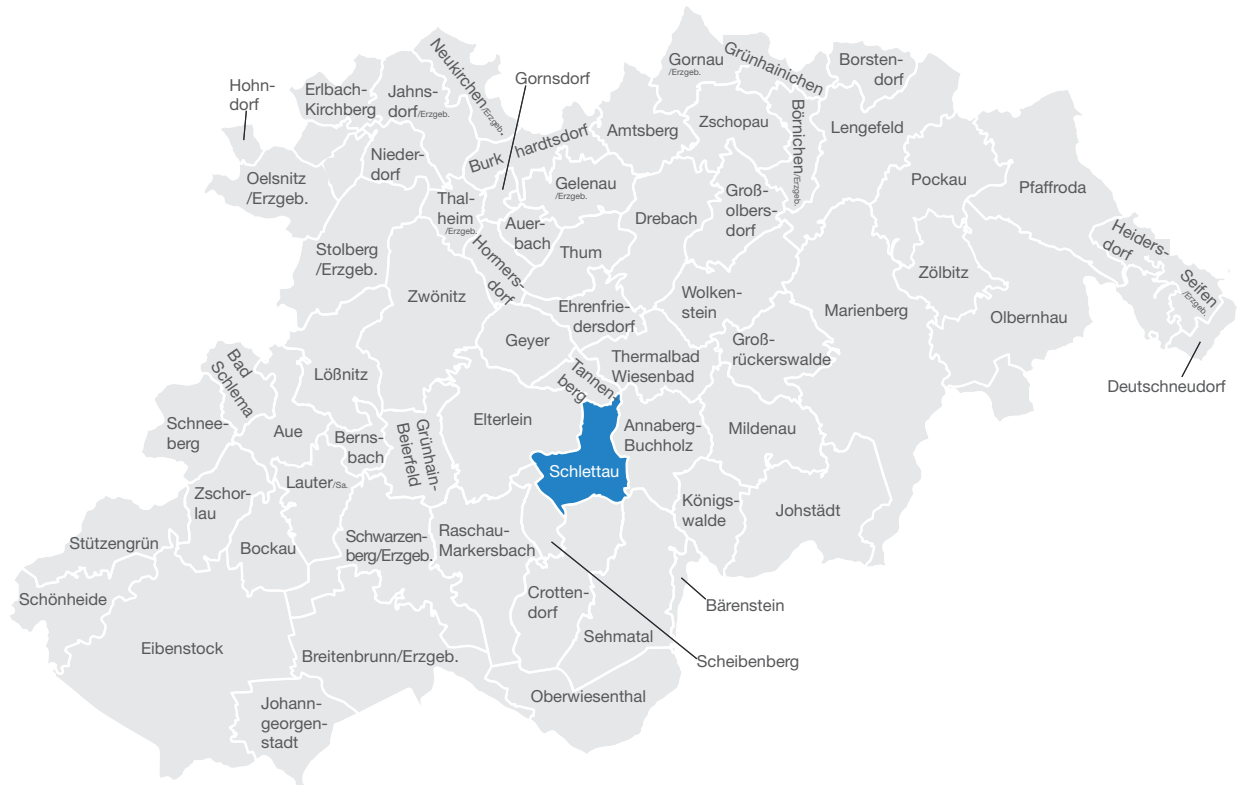 Gornau
/Erzgeb.
Grünhainichen
Borsten-
dorf
Neukirchen/Erzgeb.
Gornsdorf
Hohn-
dorf
Erlbach-
Kirchberg
Jahns-
dorf/Erzgeb.
Börnichen/Erzgeb.
Zschopau
Amtsberg
Lengefeld
Burk hardtsdorf
Nieder-
dorf
Oelsnitz
/Erzgeb.
Gelenau
/Erzgeb.
Pockau
Pfaffroda
Thal-
heim
/Erzgeb.
Groß-
olbers-
dorf
Drebach
Auer-
bach
Thum
Stolberg
/Erzgeb.
Hormers-
dorf
Heiders-
dorf
Seifen
/Erzgeb.
Zölbitz
Zwönitz
Wolken-
stein
Ehrenfrie-
dersdorf
Marienberg
Olbernhau
Geyer
Groß-
rückerswalde
Thermalbad
Wiesenbad
Bad
Schlema
Lößnitz
Tannen-
berg
Deutschneudorf
Schnee-
berg
Aue
Berns-
bach
Grünhain-
Beierfeld
Elterlein
Annaberg-
Buchholz
Mildenau
Schlettau
Lauter/Sa.
Zschor-
lau
Königs-
walde
Johstädt
Stützengrün
Bockau
Schwarzen-
berg/Erzgeb.
Raschau-
Markersbach
Schönheide
Crotten-
dorf
Bärenstein
Sehmatal
Eibenstock
Breitenbrunn/Erzgeb.
Scheibenberg
Oberwiesenthal
Johann-
georgen-
stadt